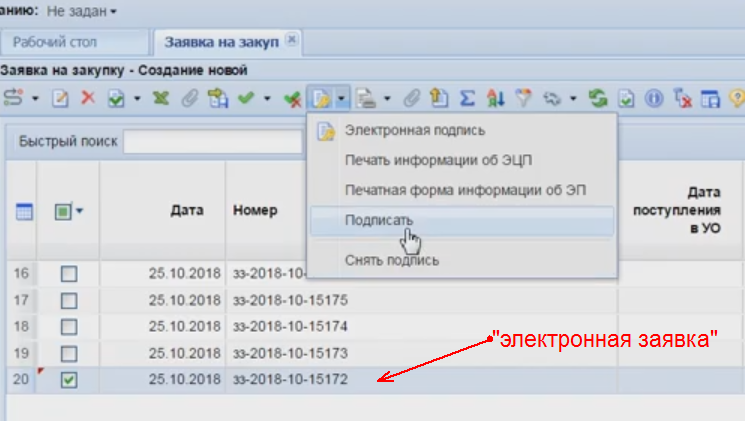 анию: Не задан
Рабочий стол Заявка на закуп
Заявка на закупку - Создание новой
Быстрый поиск
Электронная подпись
Печать информации об ЭЦП
Печатная форма информации об ЭП
Подписать
Снять подпись
Дата Номер Дата поступления в УО
16 25.10.2018 зз-2018-10-
17 25.10.2018 зз-2018-10-15175
18 25.10.2018 зз-2018-10-15174
19 25.10.2018 зз-2018-10-15173
20 25.10.2018 зз-2018-10-15172
"электронная заявка"